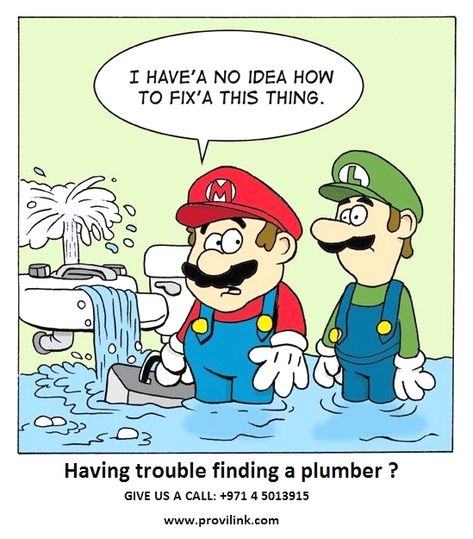 I HAVE'A NO IDEA HOW
TO FIX'A THIS THING.
M
L
Having trouble finding a plumber ?
GIVE US A CALL: +971 4 5013915
www.provilink.com